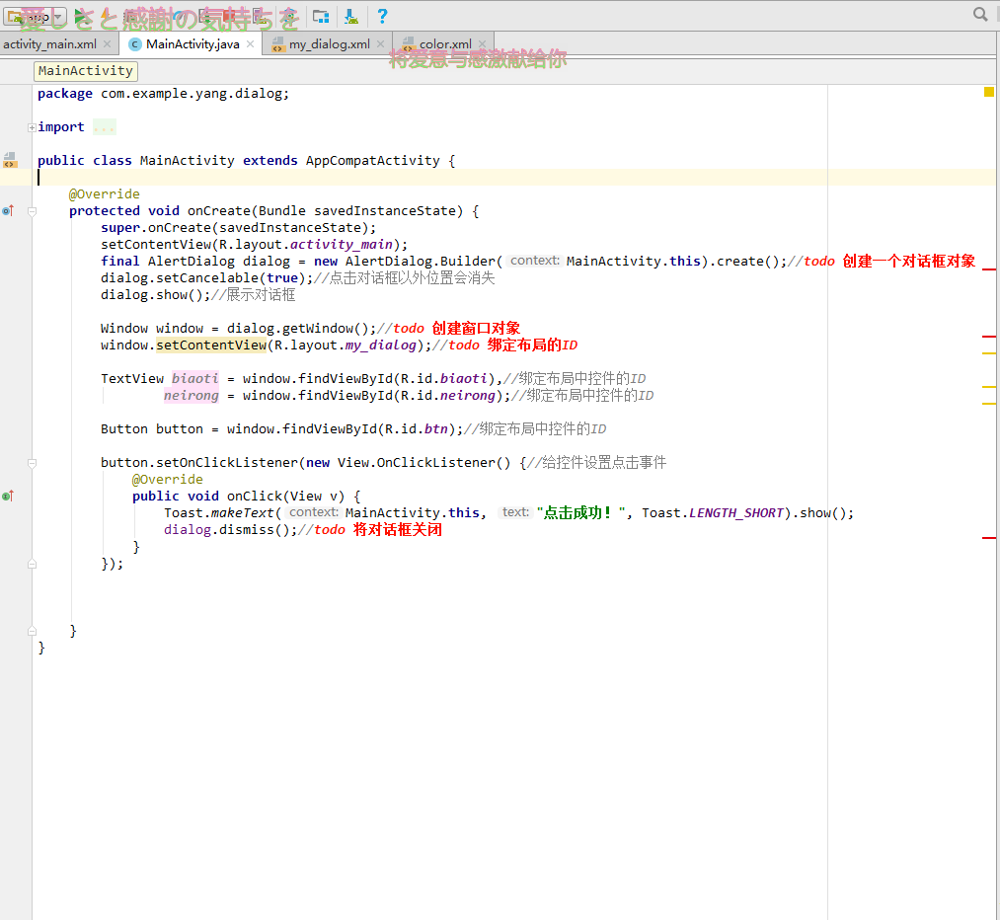 愛しさと感謝の気持ちを
app
activity_main.xml MainActivity.java my_dialog.xml color.xml
将爱意与感激献给你
MainActivity
package com.example.yang.dialog;
import ...
public class MainActivity extends AppCompatActivity {
@Override
protected void onCreate(Bundle savedInstanceState) {
super.onCreate(savedInstanceState);
setContentView(R.layout.activity_main);
final AlertDialog dialog = new AlertDialog.Builder( context: MainActivity.this).create();//todo 创建一个对话框对象
dialog.setCancelable(true);//点击对话框以外位置会消失
dialog.show();//展示对话框
Window window = dialog.getWindow();//todo 创建窗口对象
window.setContentView(R.layout.my_dialog);//todo 绑定布局的ID
TextView biaoti = window.findViewById(R.id.biaoti),//绑定布局中控件的ID
neirong = window.findViewById(R.id.neirong);//绑定布局中控件的ID
Button button = window.findViewById(R.id.btn);//绑定布局中控件的ID
button.setOnClickListener(new View.OnClickListener() {//给控件设置点击事件
@Override
public void onClick(View v) {
Toast.makeText( context: MainActivity.this, text: "点击成功！", Toast.LENGTH_SHORT).show();
dialog.dismiss();//todo 将对话框关闭
}
});
}
}